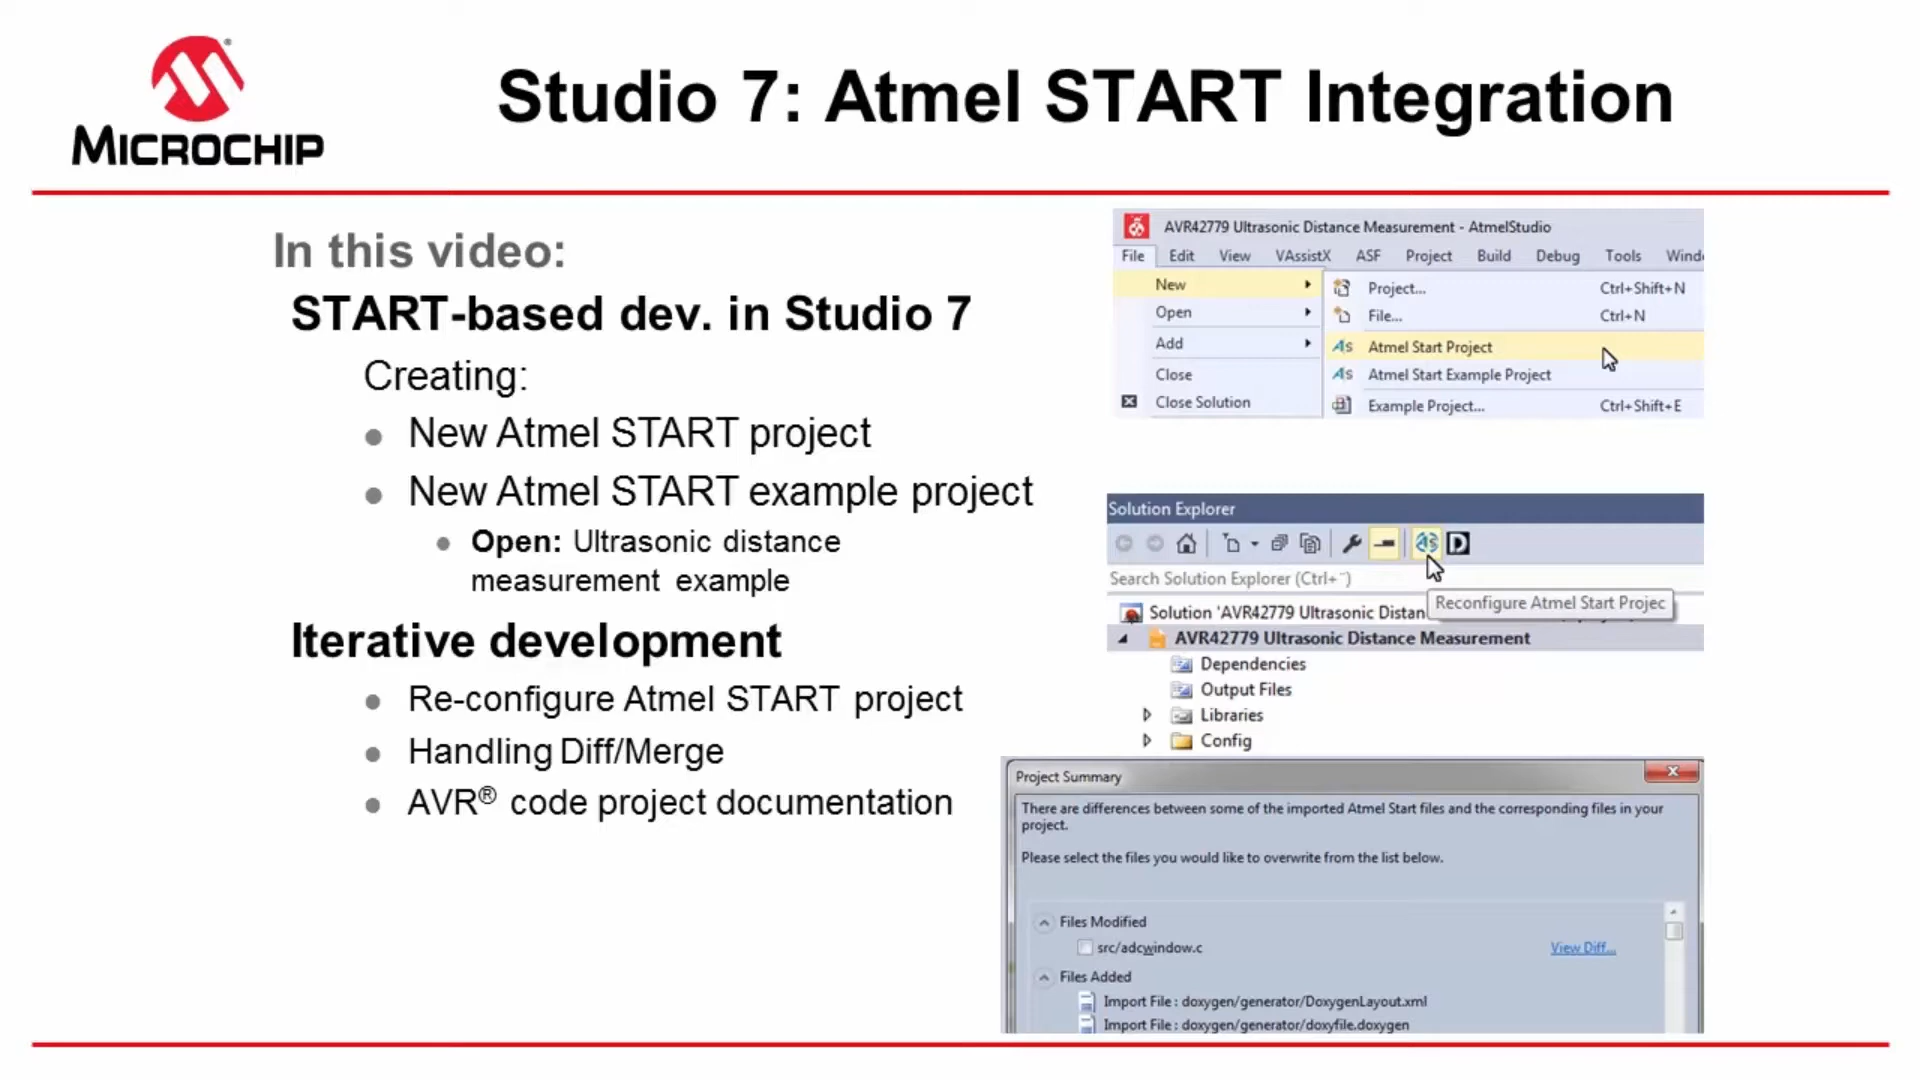 MICROCHIP
Studio 7: Atmel START Integration
In this video:
START-based dev. in Studio 7
Creating:
New Atmel START project
New Atmel START example project
Open: Ultrasonic distance
measurement example
Iterative development
Re-configure Atmel START project
Handling Diff/Merge
AVR® code project documentation
AVR42779 Ultrasonic Distance Measurement - AtmelStudio
File Edit View VAssistX ASF Project Build Debug Tools Wind
New
Open
Add
Close
Close Solution
Project... Ctrl+Shift+N
File... Ctrl+N
Atmel Start Project
Atmel Start Example Project
Example Project... Ctrl+Shift+E
Solution Explorer
Search Solution Explorer (Ctrl+¨)
Reconfigure Atmel Start Projec
Solution 'AVR42779 Ultrasonic Distan
AVR42779 Ultrasonic Distance Measurement
Dependencies
Output Files
Libraries
Config
Project Summary
There are differences between some of the imported Atmel Start files and the corresponding files in your
project.
Please select the files you would like to overwrite from the list below.
Files Modified
src/adcwindow.c View Diff...
Files Added
Import File : doxygen/generator/DoxygenLayout.xml
Import File : doxygen/generator/doxyfile.doxygen